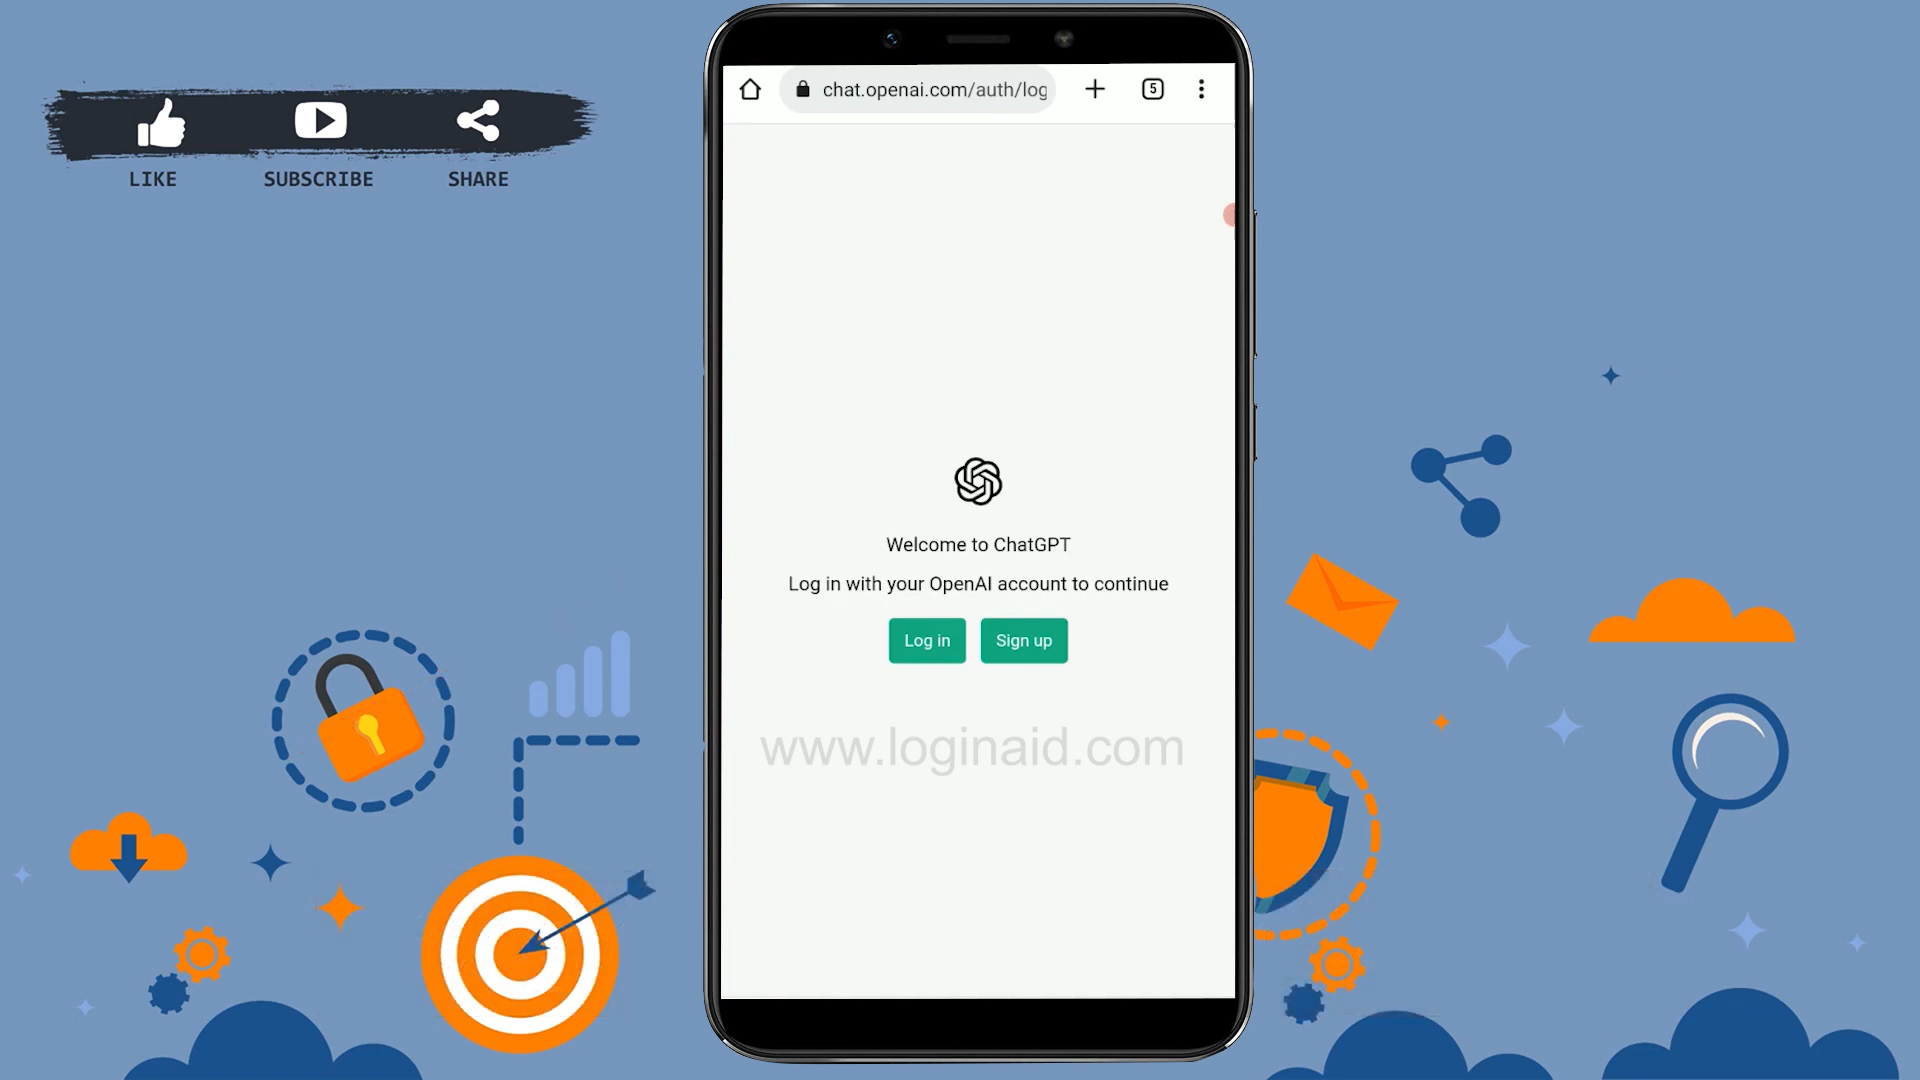 LIKE
SUBSCRIBE
SHARE
chat.openai.com/auth/log
5
Welcome to ChatGPT
Log in with your OpenAI account to continue
Log in
Sign up
www.loginaid.com